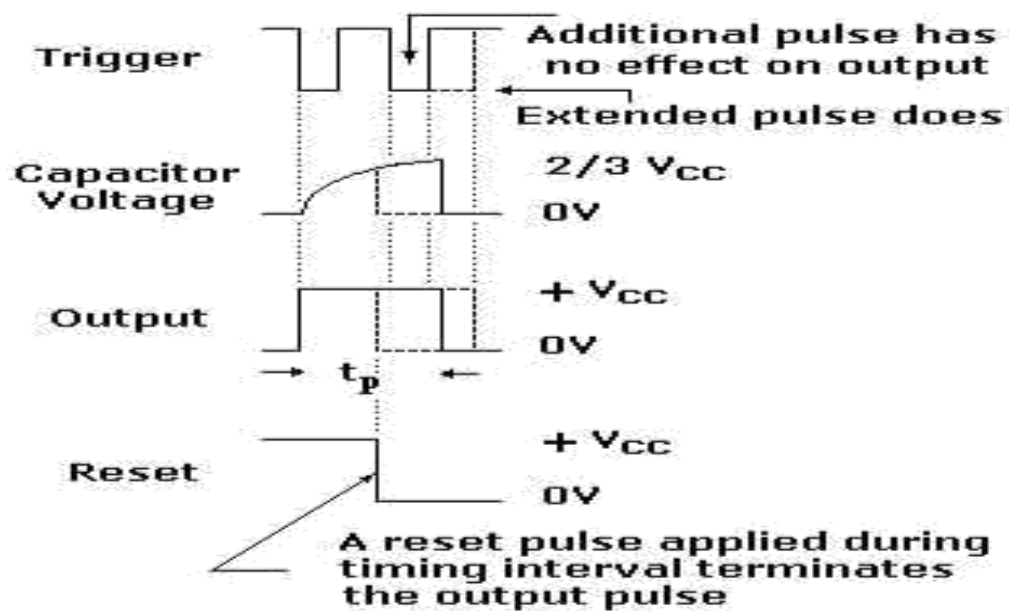 Trigger
Additional pulse has
no effect on output
Extended pulse does
Capacitor
Voltage
2/3 VCC
0V
Output
+ VCC
0V
tp
Reset
+ VCC
0V
A reset pulse applied during
timing interval terminates
the output pulse